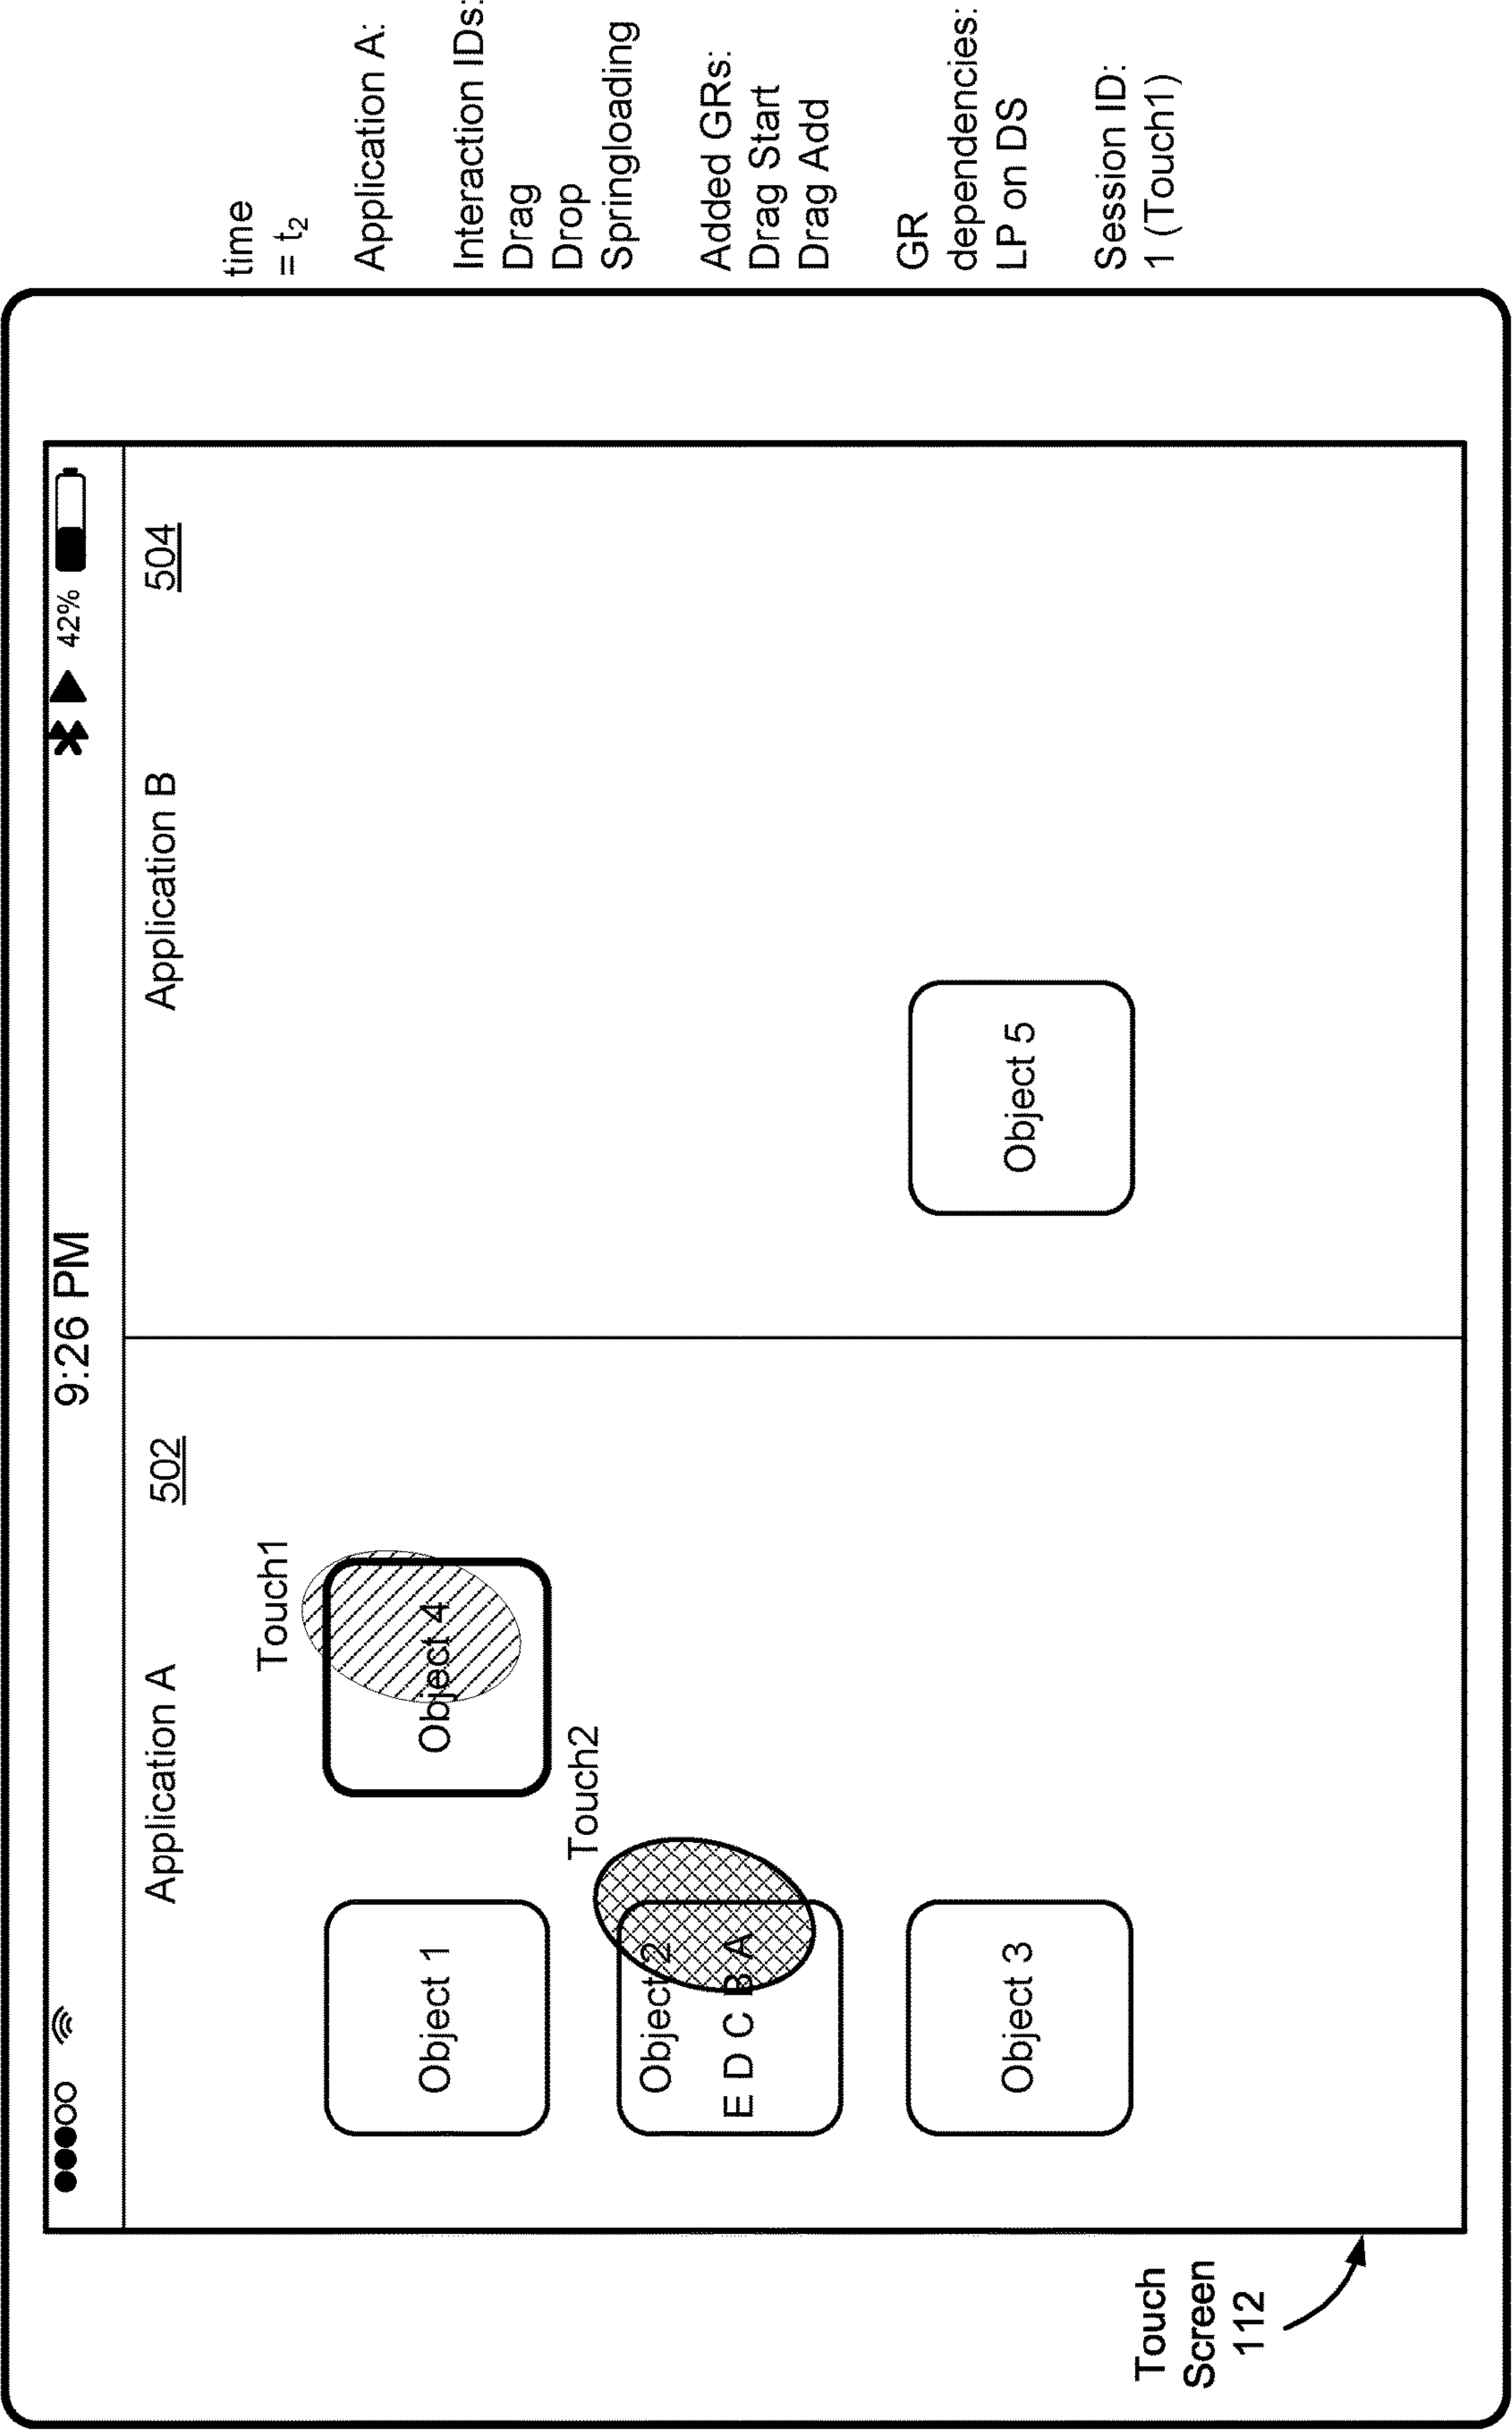 9:26 PM
42%
Application A
502
Application B
504
Touch1
Object 1
Object 4
Touch2
Object 2
E D C B A
Object 3
Object 5
Touch
Screen
112
time
= t₂
Application A:
Interaction IDs:
Drag
Drop
Springloading
Added GRs:
Drag Start
Drag Add
GR
dependencies:
LP on DS
Session ID:
1 (Touch1)